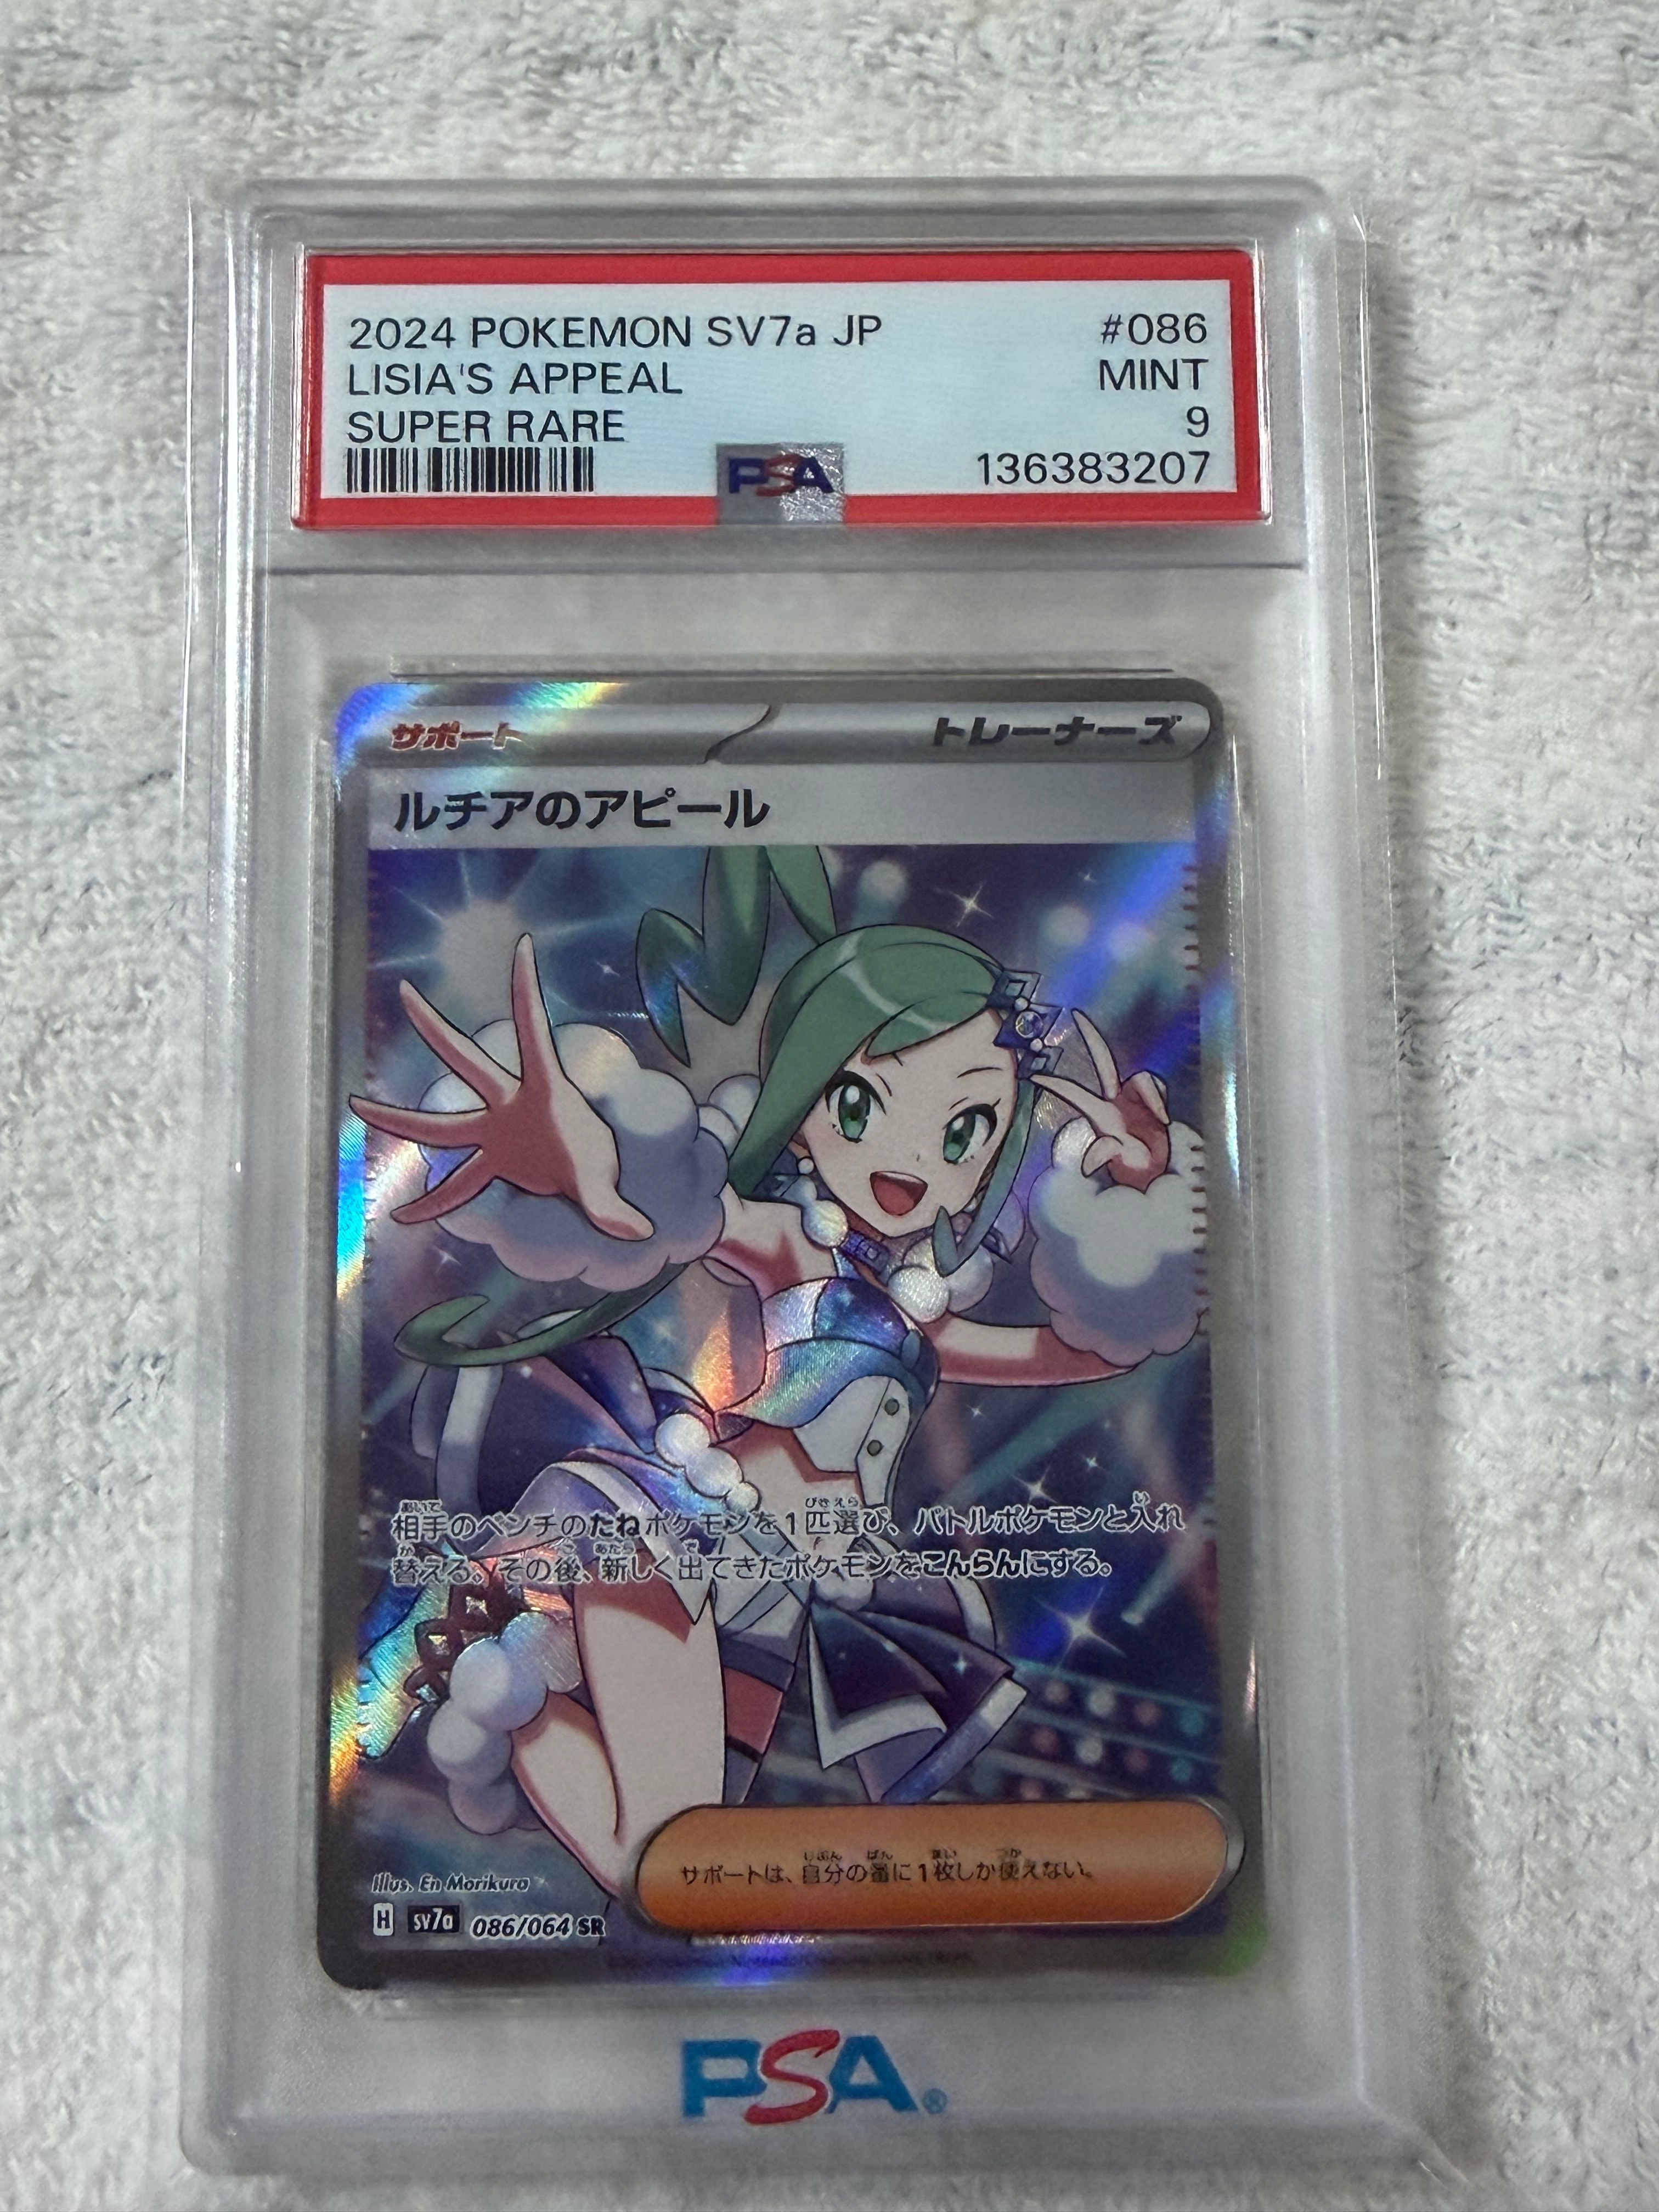 2024 POKEMON SV7a JP #086
LISIA'S APPEAL MINT
SUPER RARE 9
PSA 136383207
サポート トレーナーズ
ルチアのアピール
相手のベンチのたねポケモンを1匹選び、バトルポケモンと入れ
替える。その後、新しく出てきたポケモンをこんらんにする。
サポートは、自分の番に1枚しか使えない。
Illus. En Morikura
H sv7a 086/064 SR
PSA®